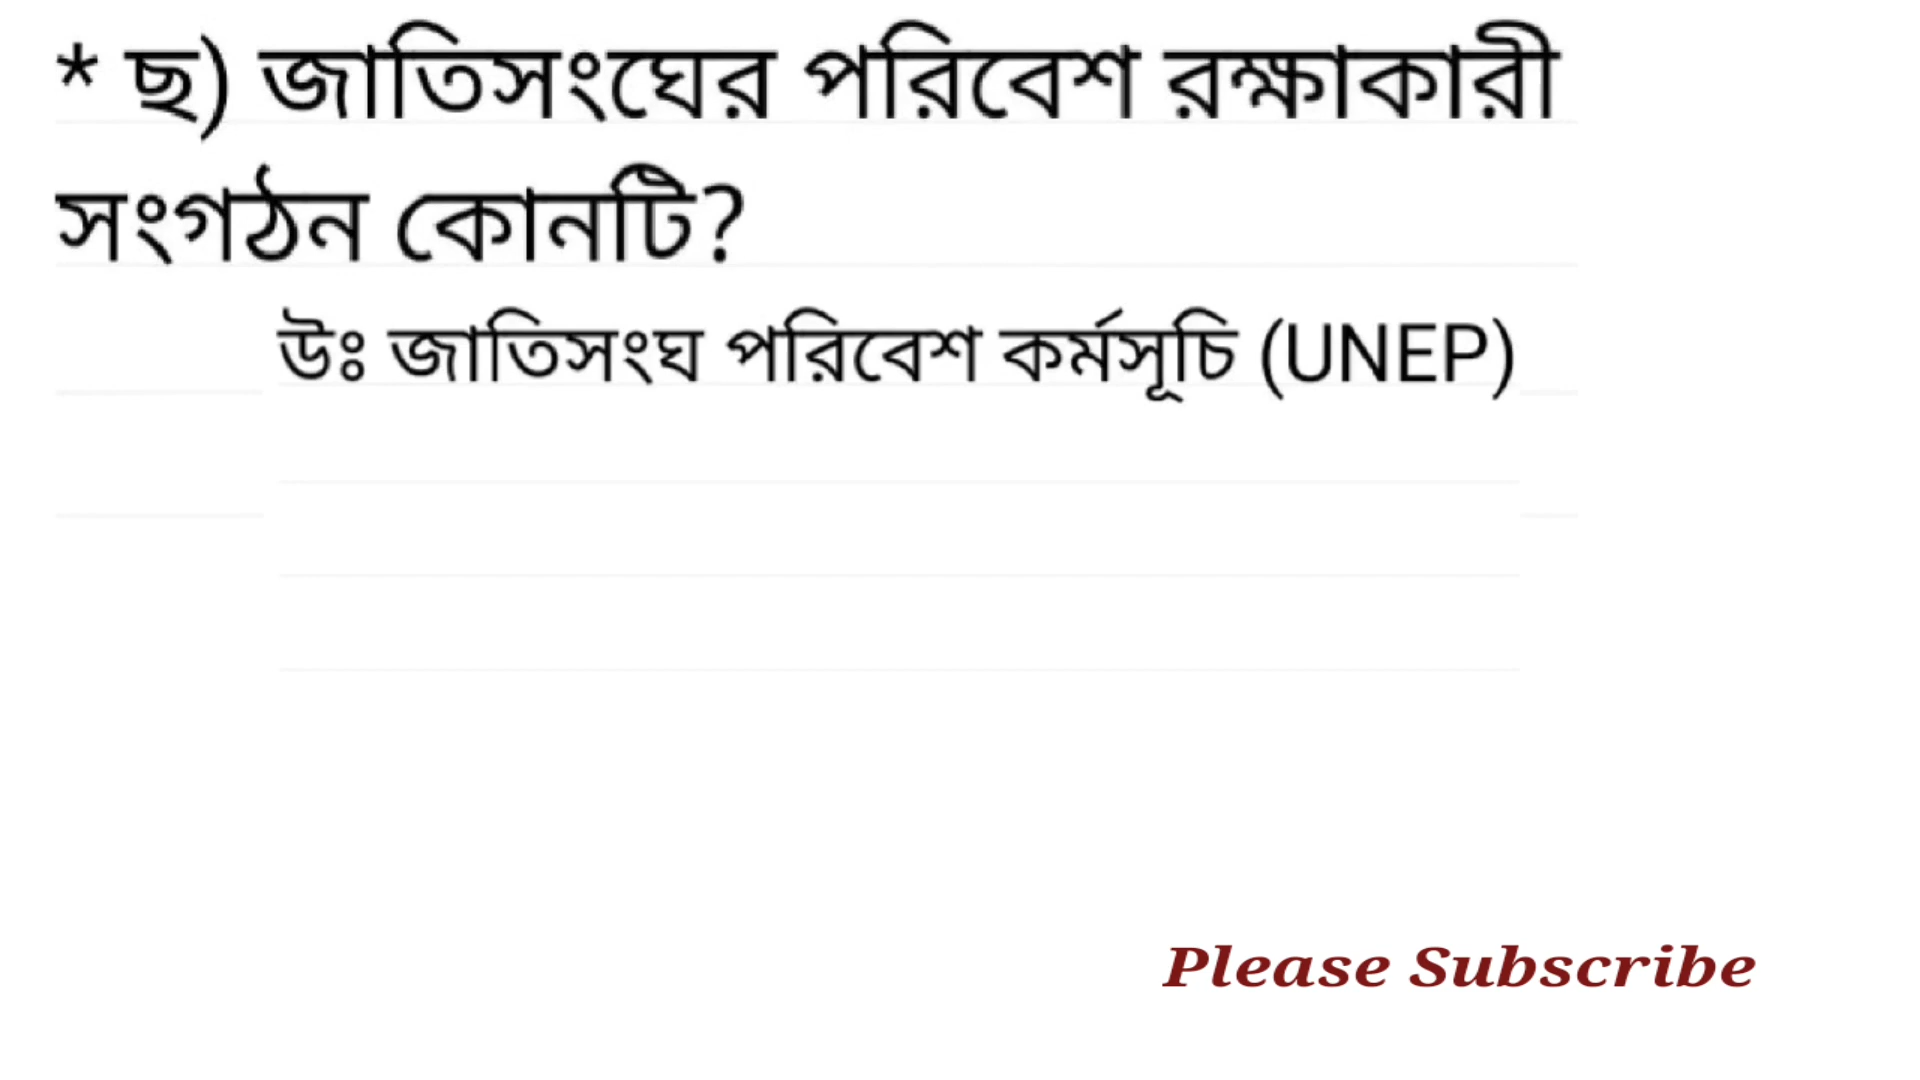 * ছ) জাতিসংঘের পরিবেশ রক্ষাকারী
সংগঠন কোনটি?
উঃ জাতিসংঘ পরিবেশ কর্মসূচি (UNEP)
Please Subscribe